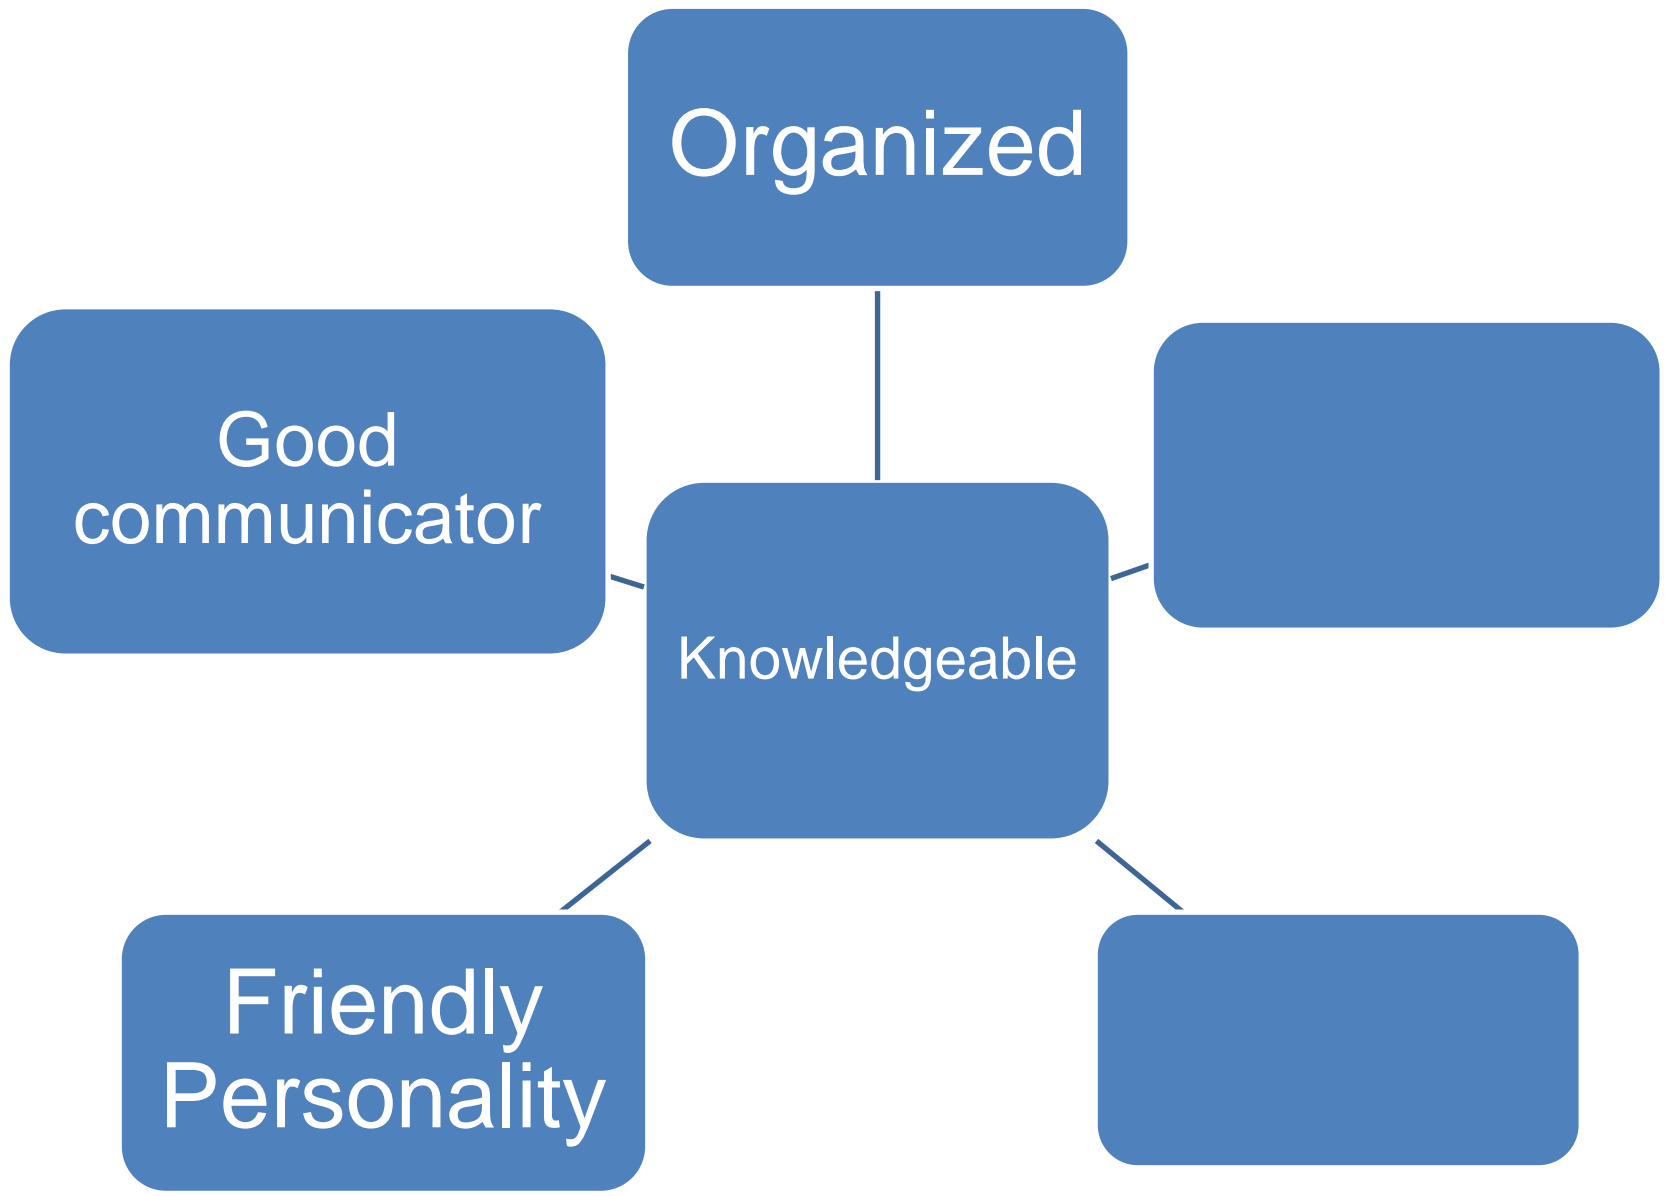 Organized
Good
communicator
Knowledgeable
Friendly
Personality